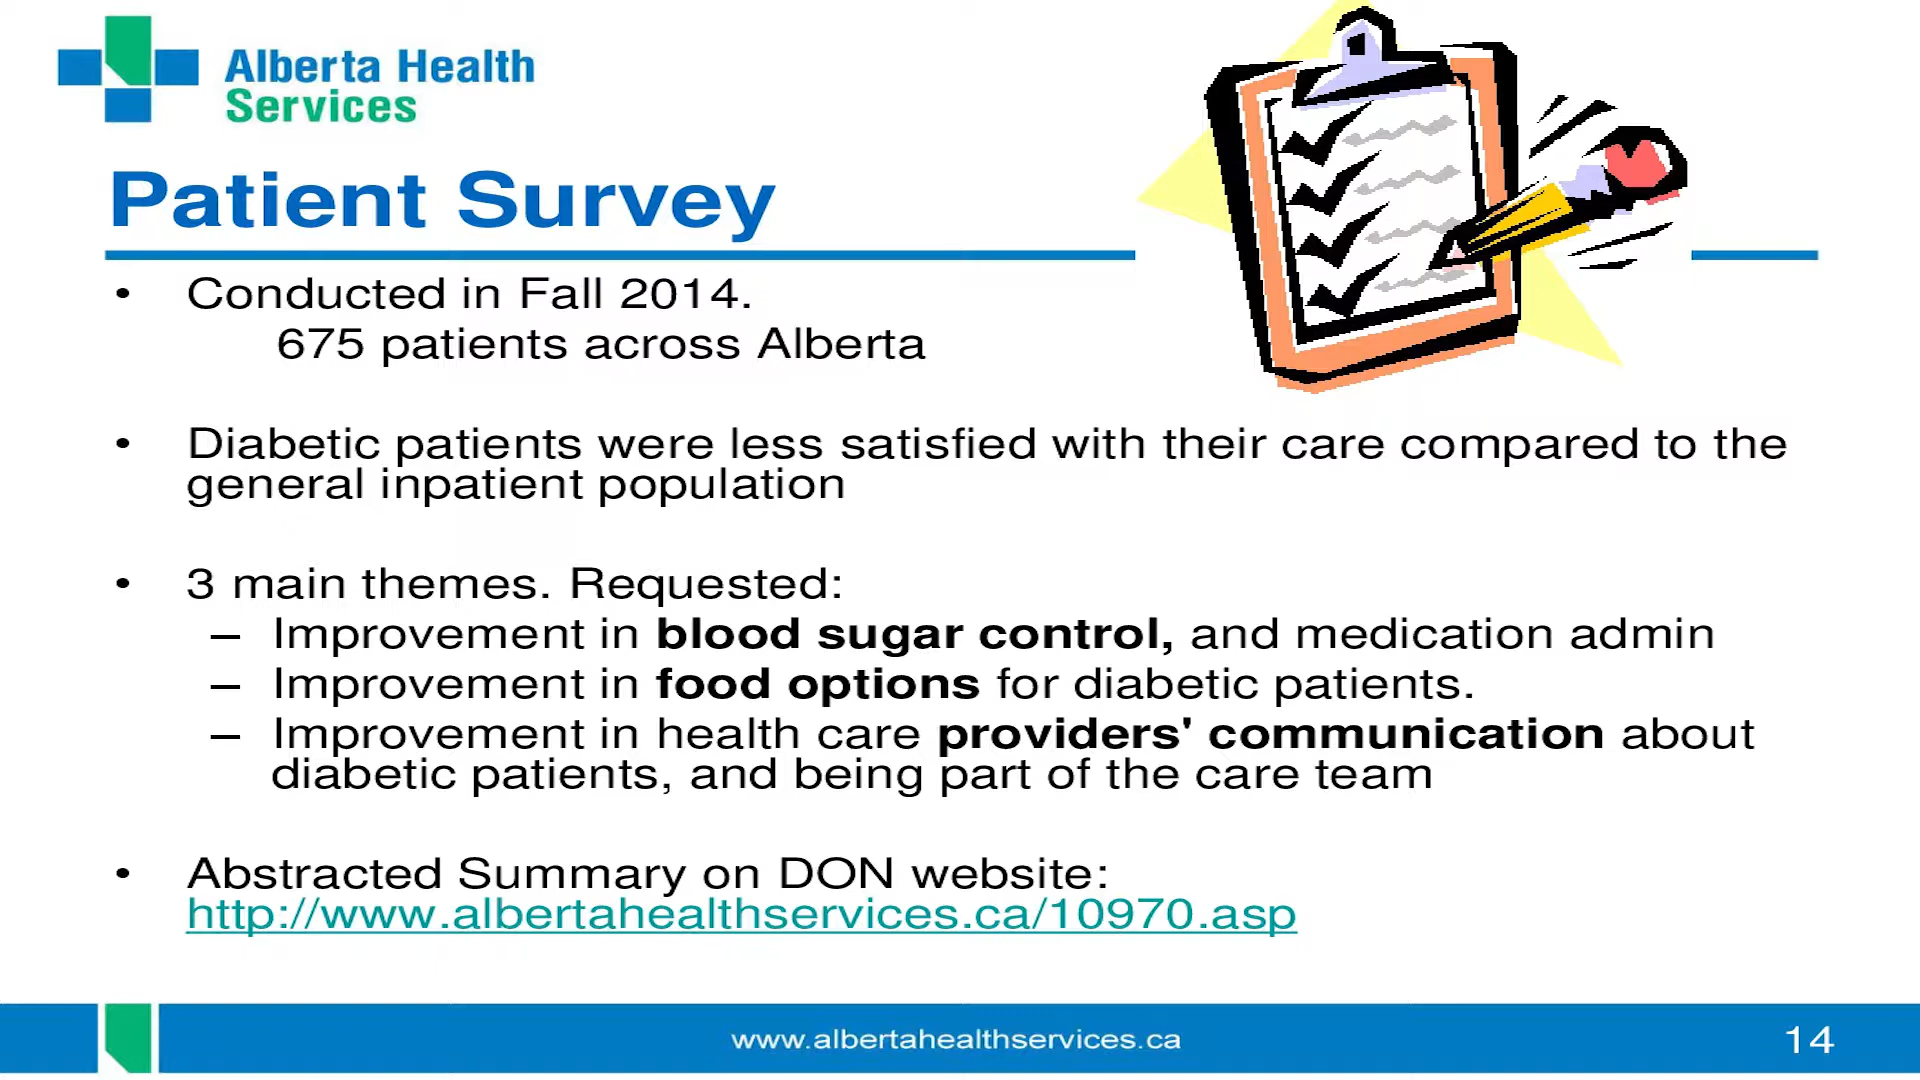 Alberta Health
Services
Patient Survey
• Conducted in Fall 2014.
675 patients across Alberta
• Diabetic patients were less satisfied with their care compared to the
general inpatient population
• 3 main themes. Requested:
– Improvement in blood sugar control, and medication admin
– Improvement in food options for diabetic patients.
– Improvement in health care providers' communication about
diabetic patients, and being part of the care team
• Abstracted Summary on DON website:
http://www.albertahealthservices.ca/10970.asp
www.albertahealthservices.ca
14